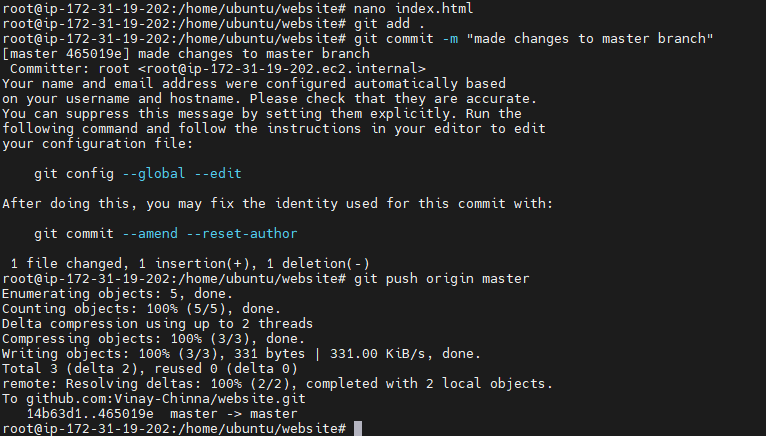 root@ip-172-31-19-202:/home/ubuntu/website# nano index.html
root@ip-172-31-19-202:/home/ubuntu/website# git add .
root@ip-172-31-19-202:/home/ubuntu/website# git commit -m "made changes to master branch"
[master 465019e] made changes to master branch
 Committer: root <root@ip-172-31-19-202.ec2.internal>
Your name and email address were configured automatically based
on your username and hostname. Please check that they are accurate.
You can suppress this message by setting them explicitly. Run the
following command and follow the instructions in your editor to edit
your configuration file:

    git config --global --edit

After doing this, you may fix the identity used for this commit with:

    git commit --amend --reset-author

 1 file changed, 1 insertion(+), 1 deletion(-)
root@ip-172-31-19-202:/home/ubuntu/website# git push origin master
Enumerating objects: 5, done.
Counting objects: 100% (5/5), done.
Delta compression using up to 2 threads
Compressing objects: 100% (3/3), done.
Writing objects: 100% (3/3), 331 bytes | 331.00 KiB/s, done.
Total 3 (delta 2), reused 0 (delta 0)
remote: Resolving deltas: 100% (2/2), completed with 2 local objects.
To github.com:Vinay-Chinna/website.git
   14b63d1..465019e  master -> master
root@ip-172-31-19-202:/home/ubuntu/website#